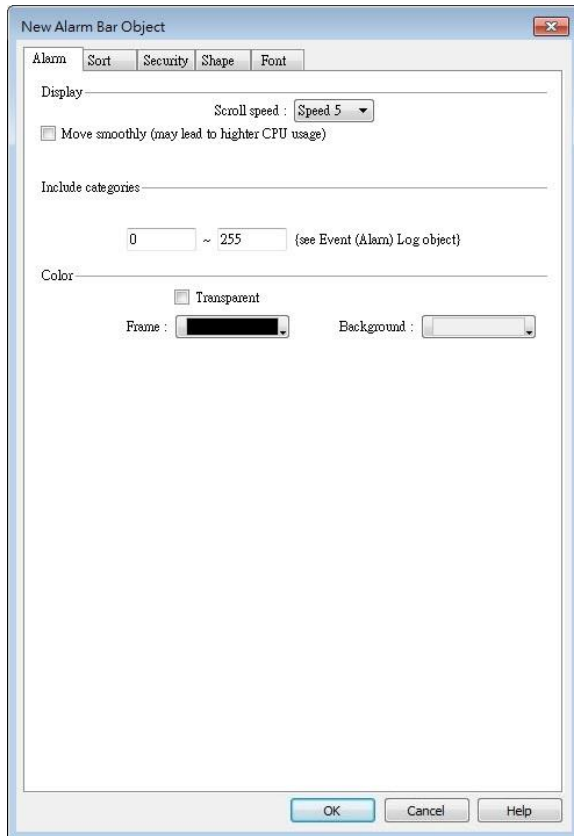 New Alarm Bar Object
Alarm Sort Security Shape Font
Display
Scroll speed : Speed 5
Move smoothly (may lead to highter CPU usage)
Include categories
0 ~ 255 {see Event (Alarm) Log object}
Color
Transparent
Frame : Background :
OK Cancel Help